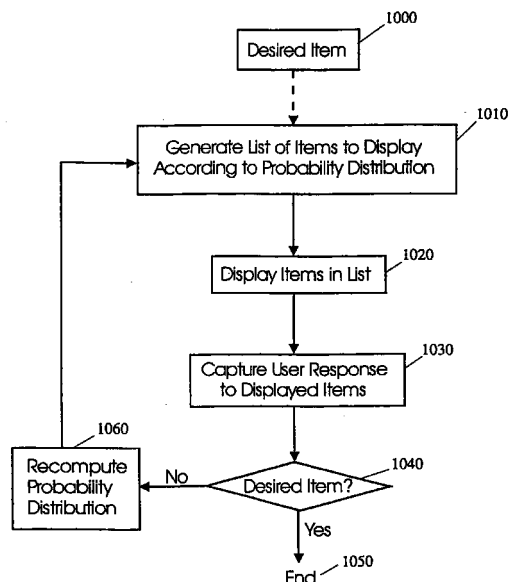 1000
Desired Item
1010
Generate List of Items to Display
According to Probability Distribution
1020
Display Items in List
1030
Capture User Response
to Displayed Items
1060
Recompute
Probability
Distribution
No
1040
Desired Item?
Yes
End
1050